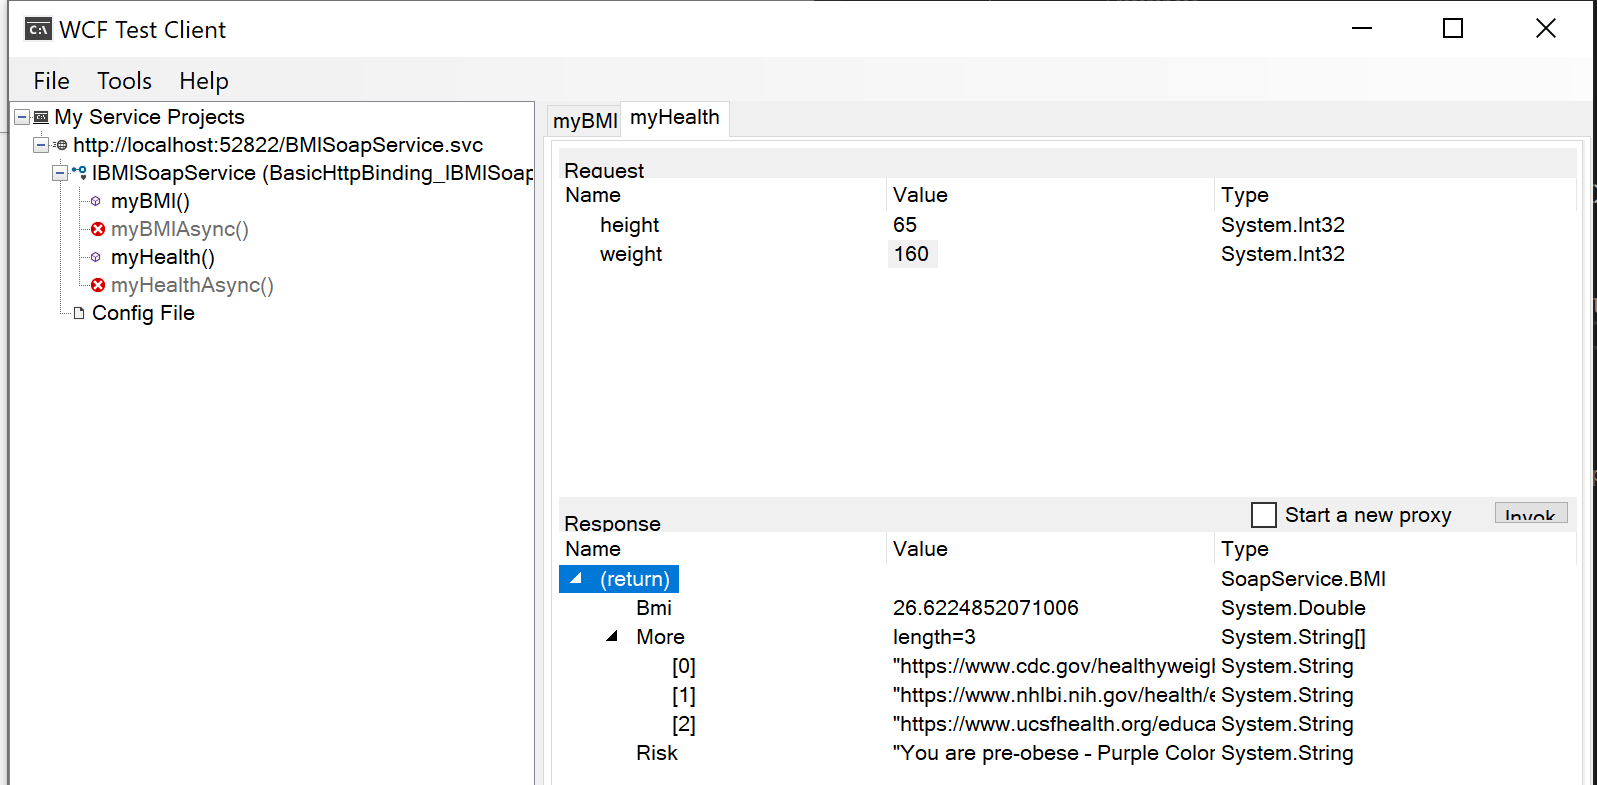 WCF Test Client
File Tools Help
My Service Projects
http://localhost:52822/BMISoapService.svc
IBMISoapService (BasicHttpBinding_IBMISoap
myBMI()
myBMIAsync()
myHealth()
myHealthAsync()
Config File
myBMI myHealth
Request
Name Value Type
height 65 System.Int32
weight 160 System.Int32
Response Start a new proxy Invok
Name Value Type
(return) SoapService.BMI
Bmi 26.6224852071006 System.Double
More length=3 System.String[]
[0] "https://www.cdc.gov/healthyweigh System.String
[1] "https://www.nhlbi.nih.gov/health/e System.String
[2] "https://www.ucsfhealth.org/educa System.String
Risk "You are pre-obese - Purple Color System.String